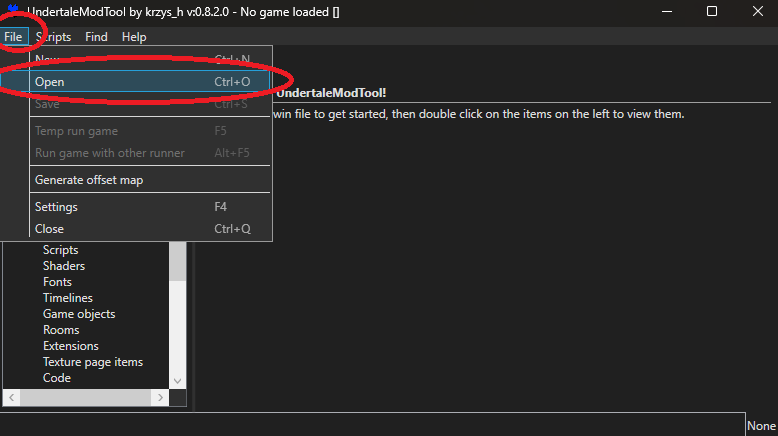 UndertaleModTool by krzys_h v:0.8.2.0 - No game loaded []
File Scripts Find Help
New Ctrl+N
Open Ctrl+O
Save Ctrl+S
Temp run game F5
Run game with other runner Alt+F5
Generate offset map
Settings F4
Close Ctrl+Q
UndertaleModTool!
win file to get started, then double click on the items on the left to view them.
Scripts
Shaders
Fonts
Timelines
Game objects
Rooms
Extensions
Texture page items
Code
None